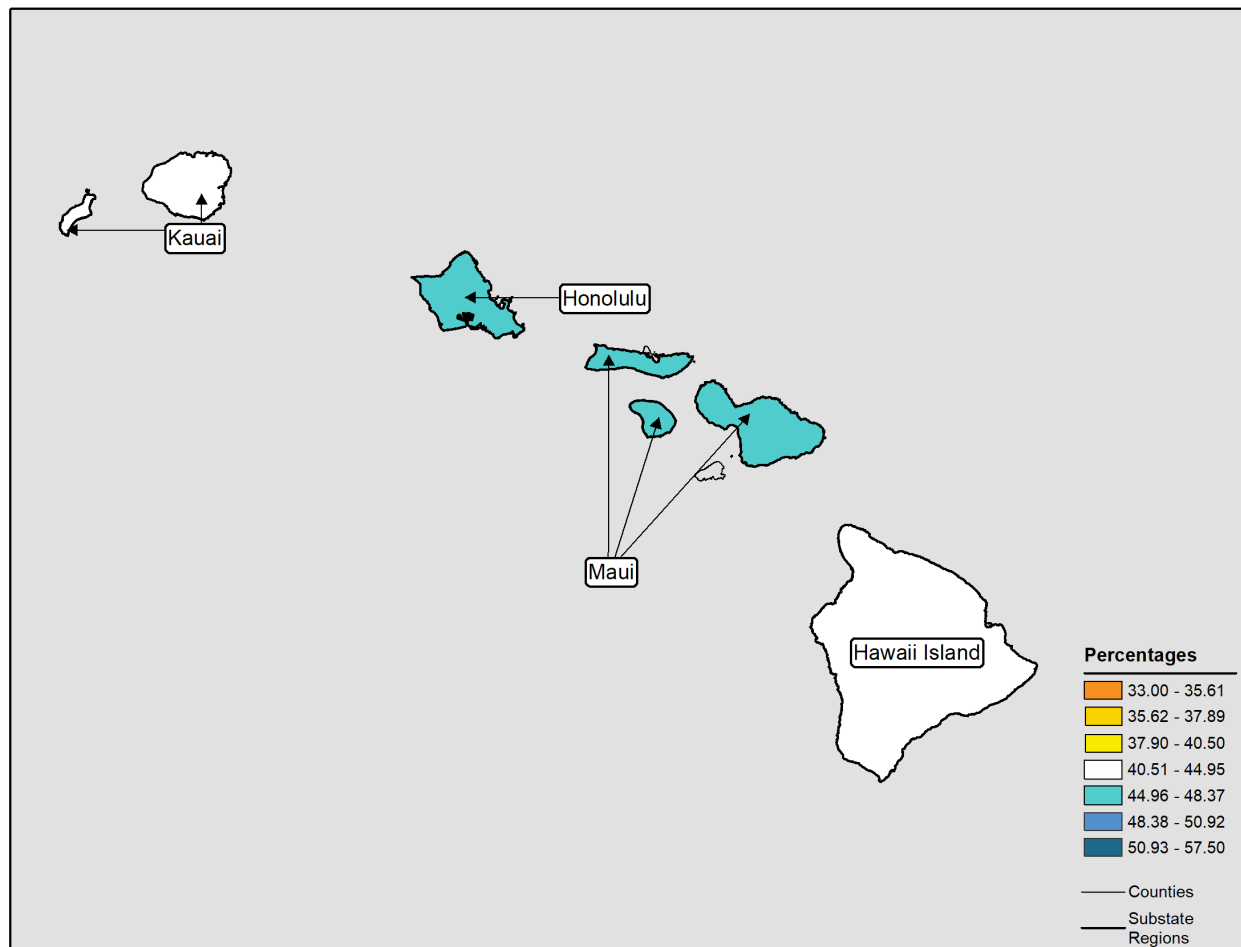 Kauai
Honolulu
Maui
Hawaii Island
Percentages
33.00 - 35.61
35.62 - 37.89
37.90 - 40.50
40.51 - 44.95
44.96 - 48.37
48.38 - 50.92
50.93 - 57.50
Counties
Substate
Regions